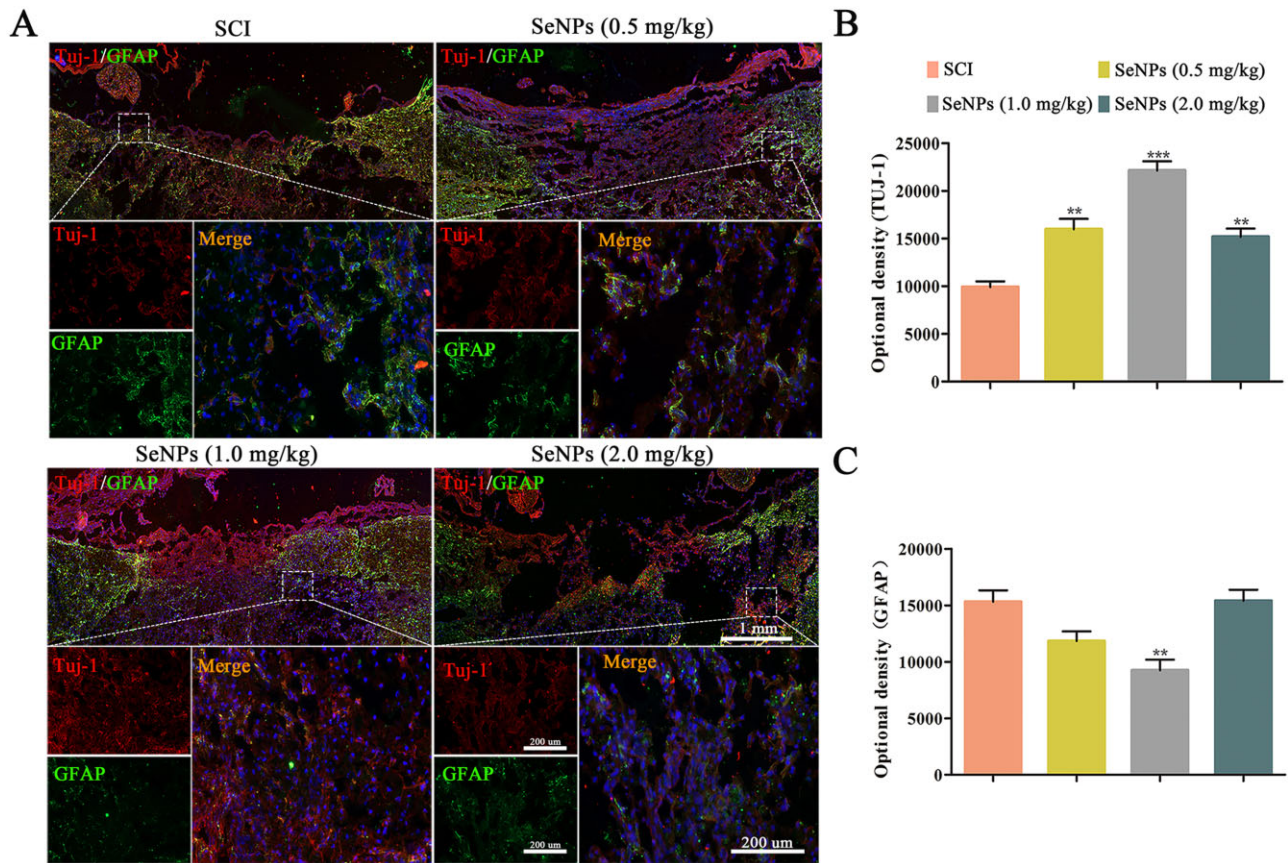 A
SCI
SeNPs (0.5 mg/kg)
Tuj-1/GFAP
Tuj-1/GFAP
Tuj-1
Merge
Tuj-1
Merge
GFAP
GFAP
SeNPs (1.0 mg/kg)
SeNPs (2.0 mg/kg)
Tuj-1/GFAP
Tuj-1/GFAP
1 mm
Tuj-1
Merge
Tuj-1
Merge
200 um
GFAP
GFAP
200 um
200 um
B
SCI
SeNPs (0.5 mg/kg)
SeNPs (1.0 mg/kg)
SeNPs (2.0 mg/kg)
Optional density (TUJ-1)
25000
20000
15000
10000
5000
0
**
***
**
C
Optional density (GFAP)
20000
15000
10000
5000
0
**